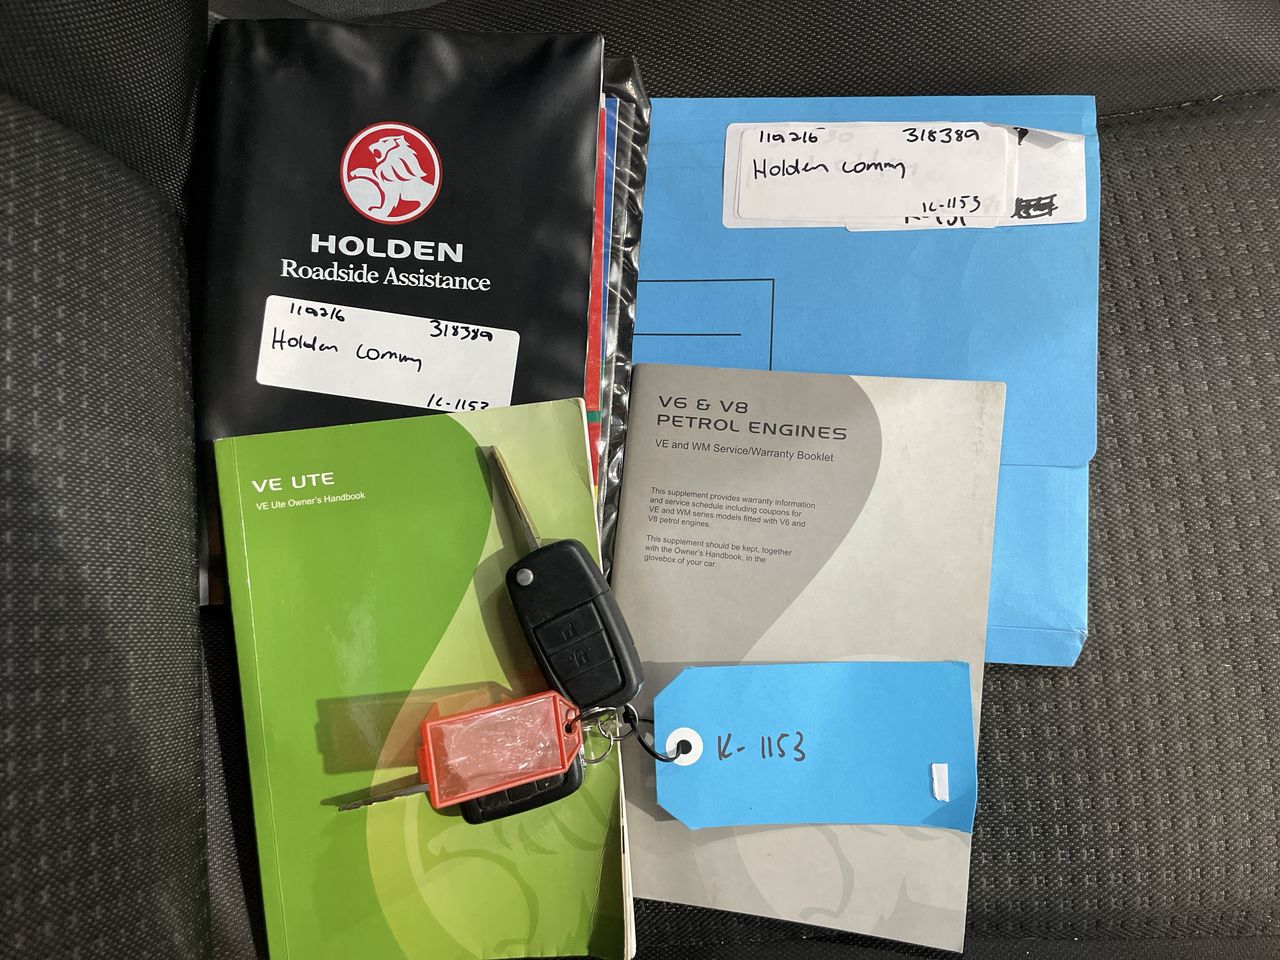 HOLDEN
Roadside Assistance
119216 318389
Holden Commy
K-1153
119216 318389
Holden Commy
K-1153
VE UTE
VE Ute Owner's Handbook
V6 & V8
PETROL ENGINES
VE and WM Service/Warranty Booklet
This supplement provides warranty information
and service schedule including coupons for
VE and WM series models fitted with V6 and
V8 petrol engines.
This supplement should be kept, together
with the Owner's Handbook, in the
glovebox of your car.
K-1153